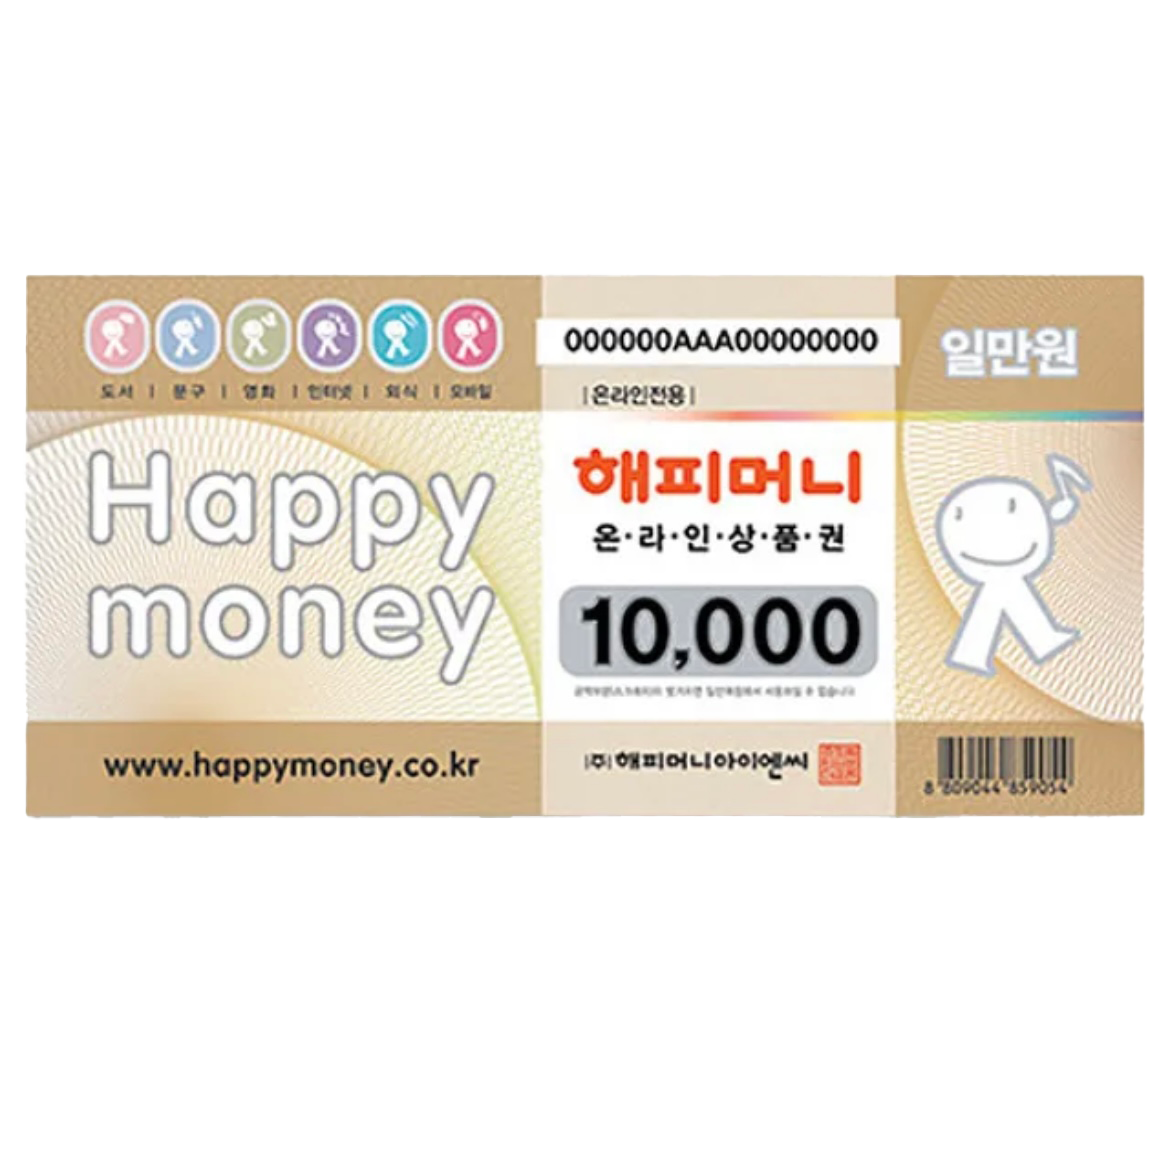 도서 | 문구 | 영화 | 인터넷 | 외식 | 모바일
Happy
money
www.happymoney.co.kr
000000AAA00000000
|온라인전용|
해피머니
온·라·인·상·품·권
10,000
(주)해피머니아이엔씨
일만원
8 809044 859054